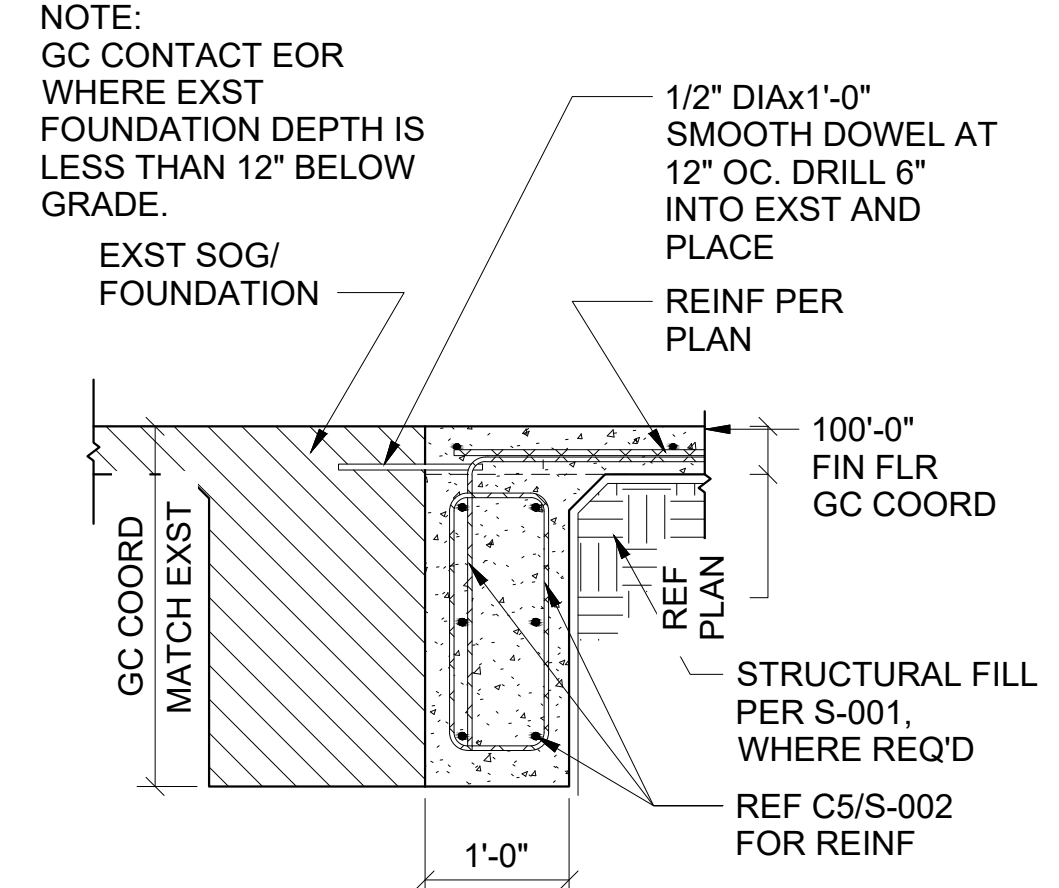 NOTE:
GC CONTACT EOR
WHERE EXST
FOUNDATION DEPTH IS
LESS THAN 12" BELOW
GRADE.
EXST SOG/
FOUNDATION
1/2" DIAx1'-0"
SMOOTH DOWEL AT
12" OC. DRILL 6"
INTO EXST AND
PLACE
REINF PER
PLAN
100'-0"
FIN FLR
GC COORD
GC COORD
MATCH EXST
REF
PLAN
STRUCTURAL FILL
PER S-001,
WHERE REQ'D
REF C5/S-002
FOR REINF
1'-0"